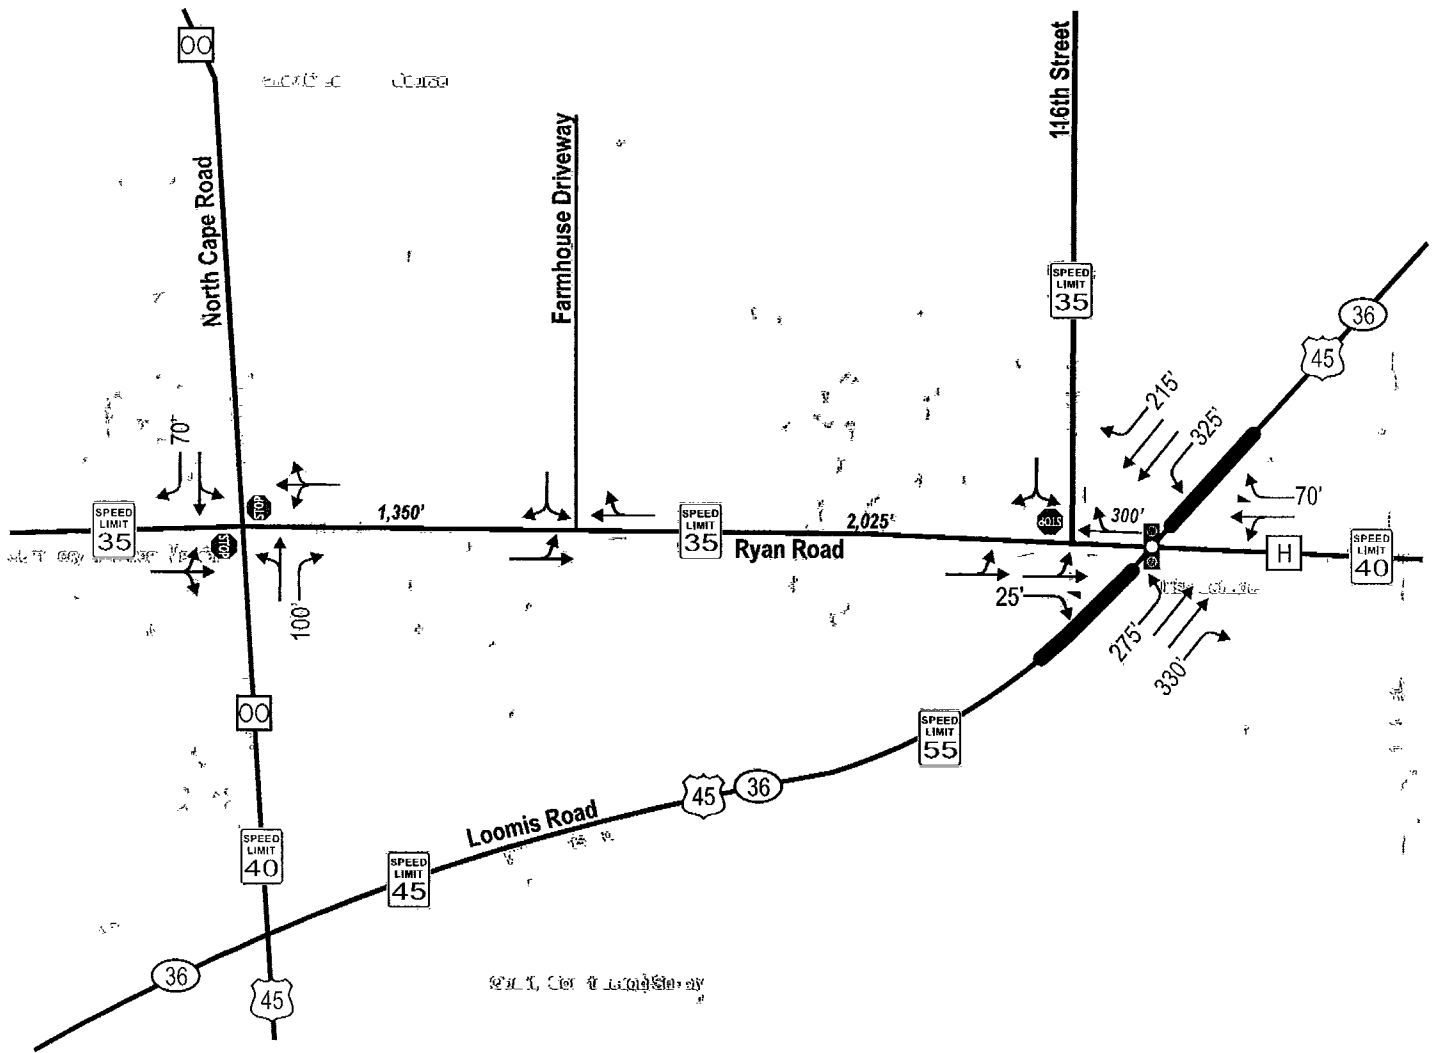 OO
North Cape Road
Farmhouse Driveway
116th Street
SPEED
LIMIT
35
36
45
215'
325'
70'
70'
STOP
SPEED
LIMIT
35
1,350'
SPEED
LIMIT
35
2,025'
Ryan Road
STOP
300'
H
SPEED
LIMIT
40
STOP
100'
25'
275'
330'
OO
SPEED
LIMIT
55
45
36
Loomis Road
SPEED
LIMIT
40
SPEED
LIMIT
45
36
45